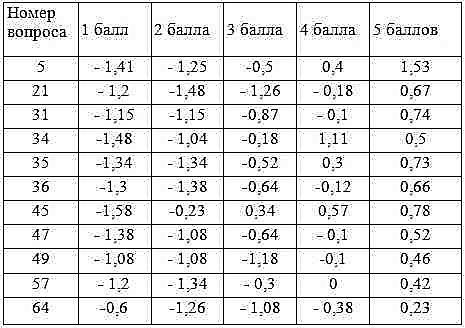 Номер вопроса 1 балл 2 балла 3 балла 4 балла 5 баллов
5 - 1,41 - 1,25 -0,5 0,4 1,53
21 - 1,2 -1,48 - 1,26 - 0,18 0,67
31 - 1,15 -1,15 -0,87 - 0,1 0,74
34 -1,48 - 1,04 -0,18 1,11 0,5
35 -1,34 - 1,34 -0,52 0,3 0,73
36 -1,3 - 1,38 -0,64 -0,12 0,66
45 -1,58 - 0,23 0,34 0,57 0,78
47 - 1,38 - 1,08 -0,64 - 0,1 0,52
49 - 1,08 - 1,08 -1,18 -0,1 0,46
57 - 1,2 - 1,34 - 0,3 0 0,42
64 -0,6 -1,26 - 1,08 - 0,38 0,23